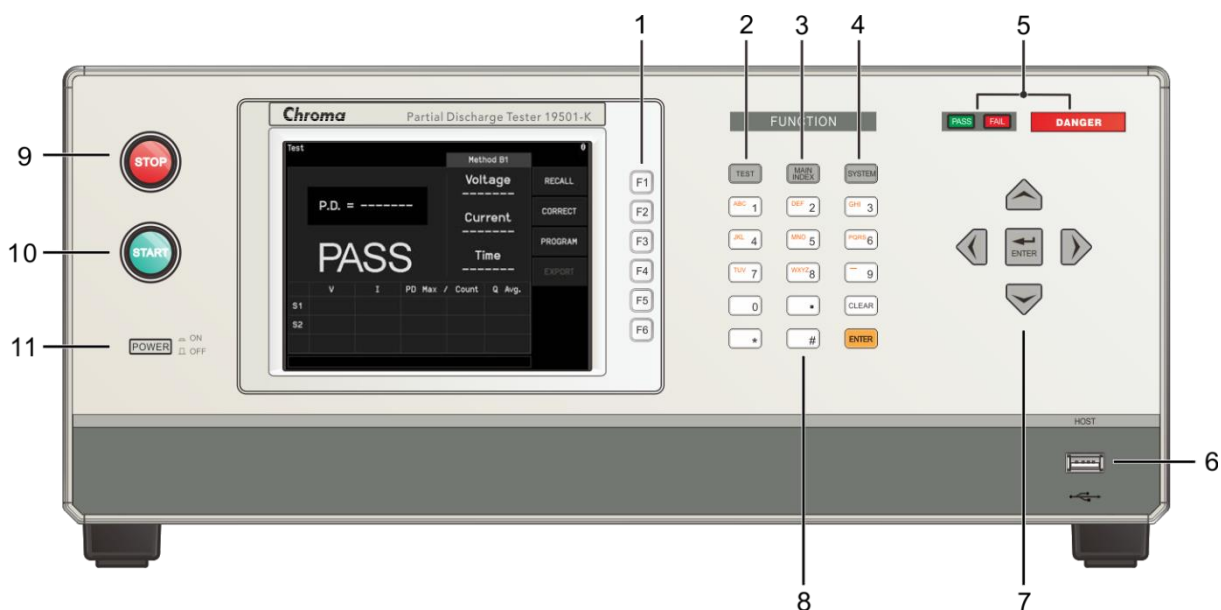 1
2
3
4
5
Chroma
Partial Discharge Tester 19501-K
FUNCTION
PASS
FAIL
DANGER
9
STOP
Test
0
Method B1
Voltage
-------
RECALL
F1
TEST
MAIN INDEX
SYSTEM
P.D. = -------
CORRECT
F2
ABC 1
DEF 2
GHI 3
Current
-------
PROGRAM
F3
JKL 4
MNO 5
PQRS 6
10
START
PASS
Time
-------
EXPORT
F4
TUV 7
WXYZ 8
— 9
ENTER
V I PD Max / Count Q Avg.
S1
F5
0
•
CLEAR
S2
F6
*
#
ENTER
11
POWER
ON
OFF
HOST
6
8
7